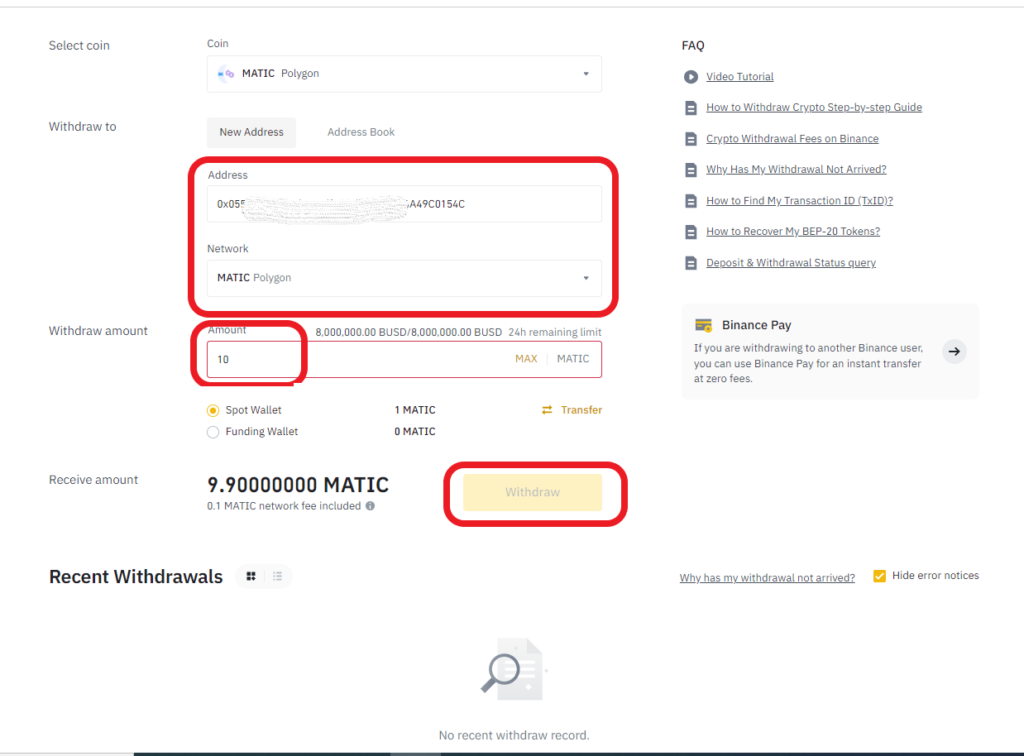 Select coin
Coin
MATIC Polygon
Withdraw to
New Address
Address Book
Address
0x055 A49C0154C
Network
MATIC Polygon
Withdraw amount
Amount
8,000,000.00 BUSD/8,000,000.00 BUSD 24h remaining limit
10
MAX
MATIC
Spot Wallet
1 MATIC
Transfer
Funding Wallet
0 MATIC
Receive amount
9.90000000 MATIC
0.1 MATIC network fee included
Withdraw
FAQ
Video Tutorial
How to Withdraw Crypto Step-by-step Guide
Crypto Withdrawal Fees on Binance
Why Has My Withdrawal Not Arrived?
How to Find My Transaction ID (TxID)?
How to Recover My BEP-20 Tokens?
Deposit & Withdrawal Status query
Binance Pay
If you are withdrawing to another Binance user,
you can use Binance Pay for an instant transfer
at zero fees.
Recent Withdrawals
Why has my withdrawal not arrived?
Hide error notices
No recent withdraw record.